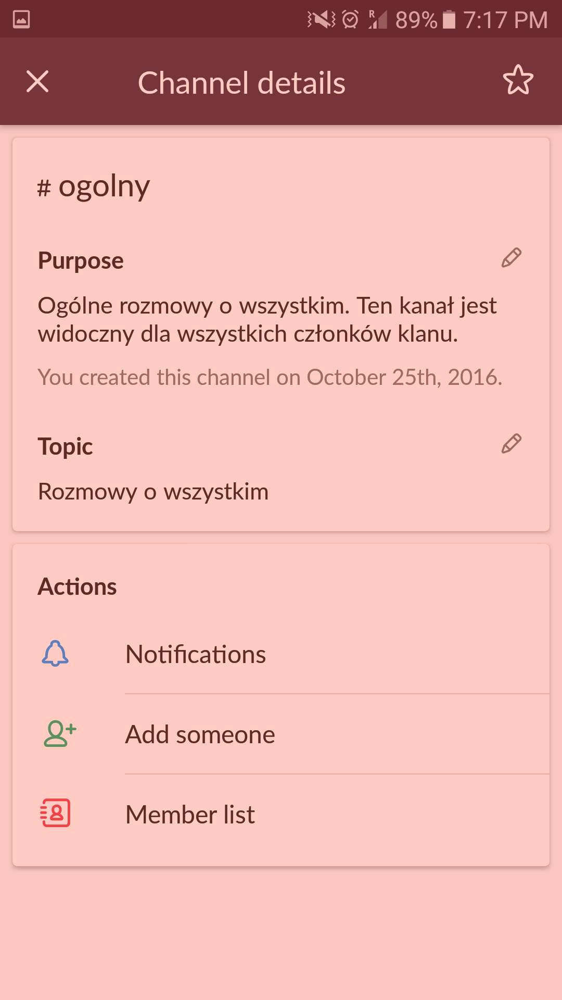 R 89% 7:17 PM
Channel details
# ogolny
Purpose
Ogólne rozmowy o wszystkim. Ten kanał jest
widoczny dla wszystkich członków klanu.
You created this channel on October 25th, 2016.
Topic
Rozmowy o wszystkim
Actions
Notifications
Add someone
Member list